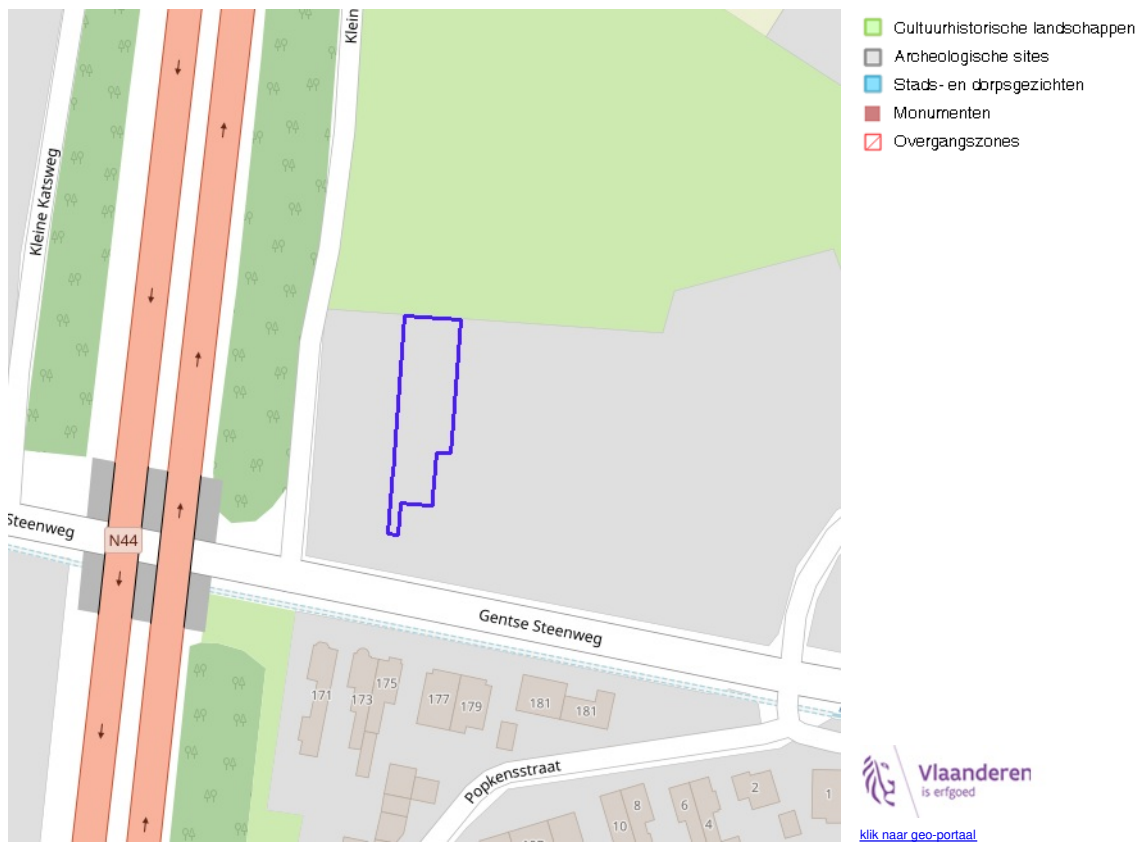 Klein
Kleine Katsweg
Steenweg
N44
Gentse Steenweg
171
173
175
177
179
181
181
Popkensstraat
8
10
6
4
2
1
Cultuurhistorische landschappen
Archeologische sites
Stads- en dorpsgezichten
Monumenten
Overgangszones
Vlaanderen
is erfgoed
klik naar geo-portaal